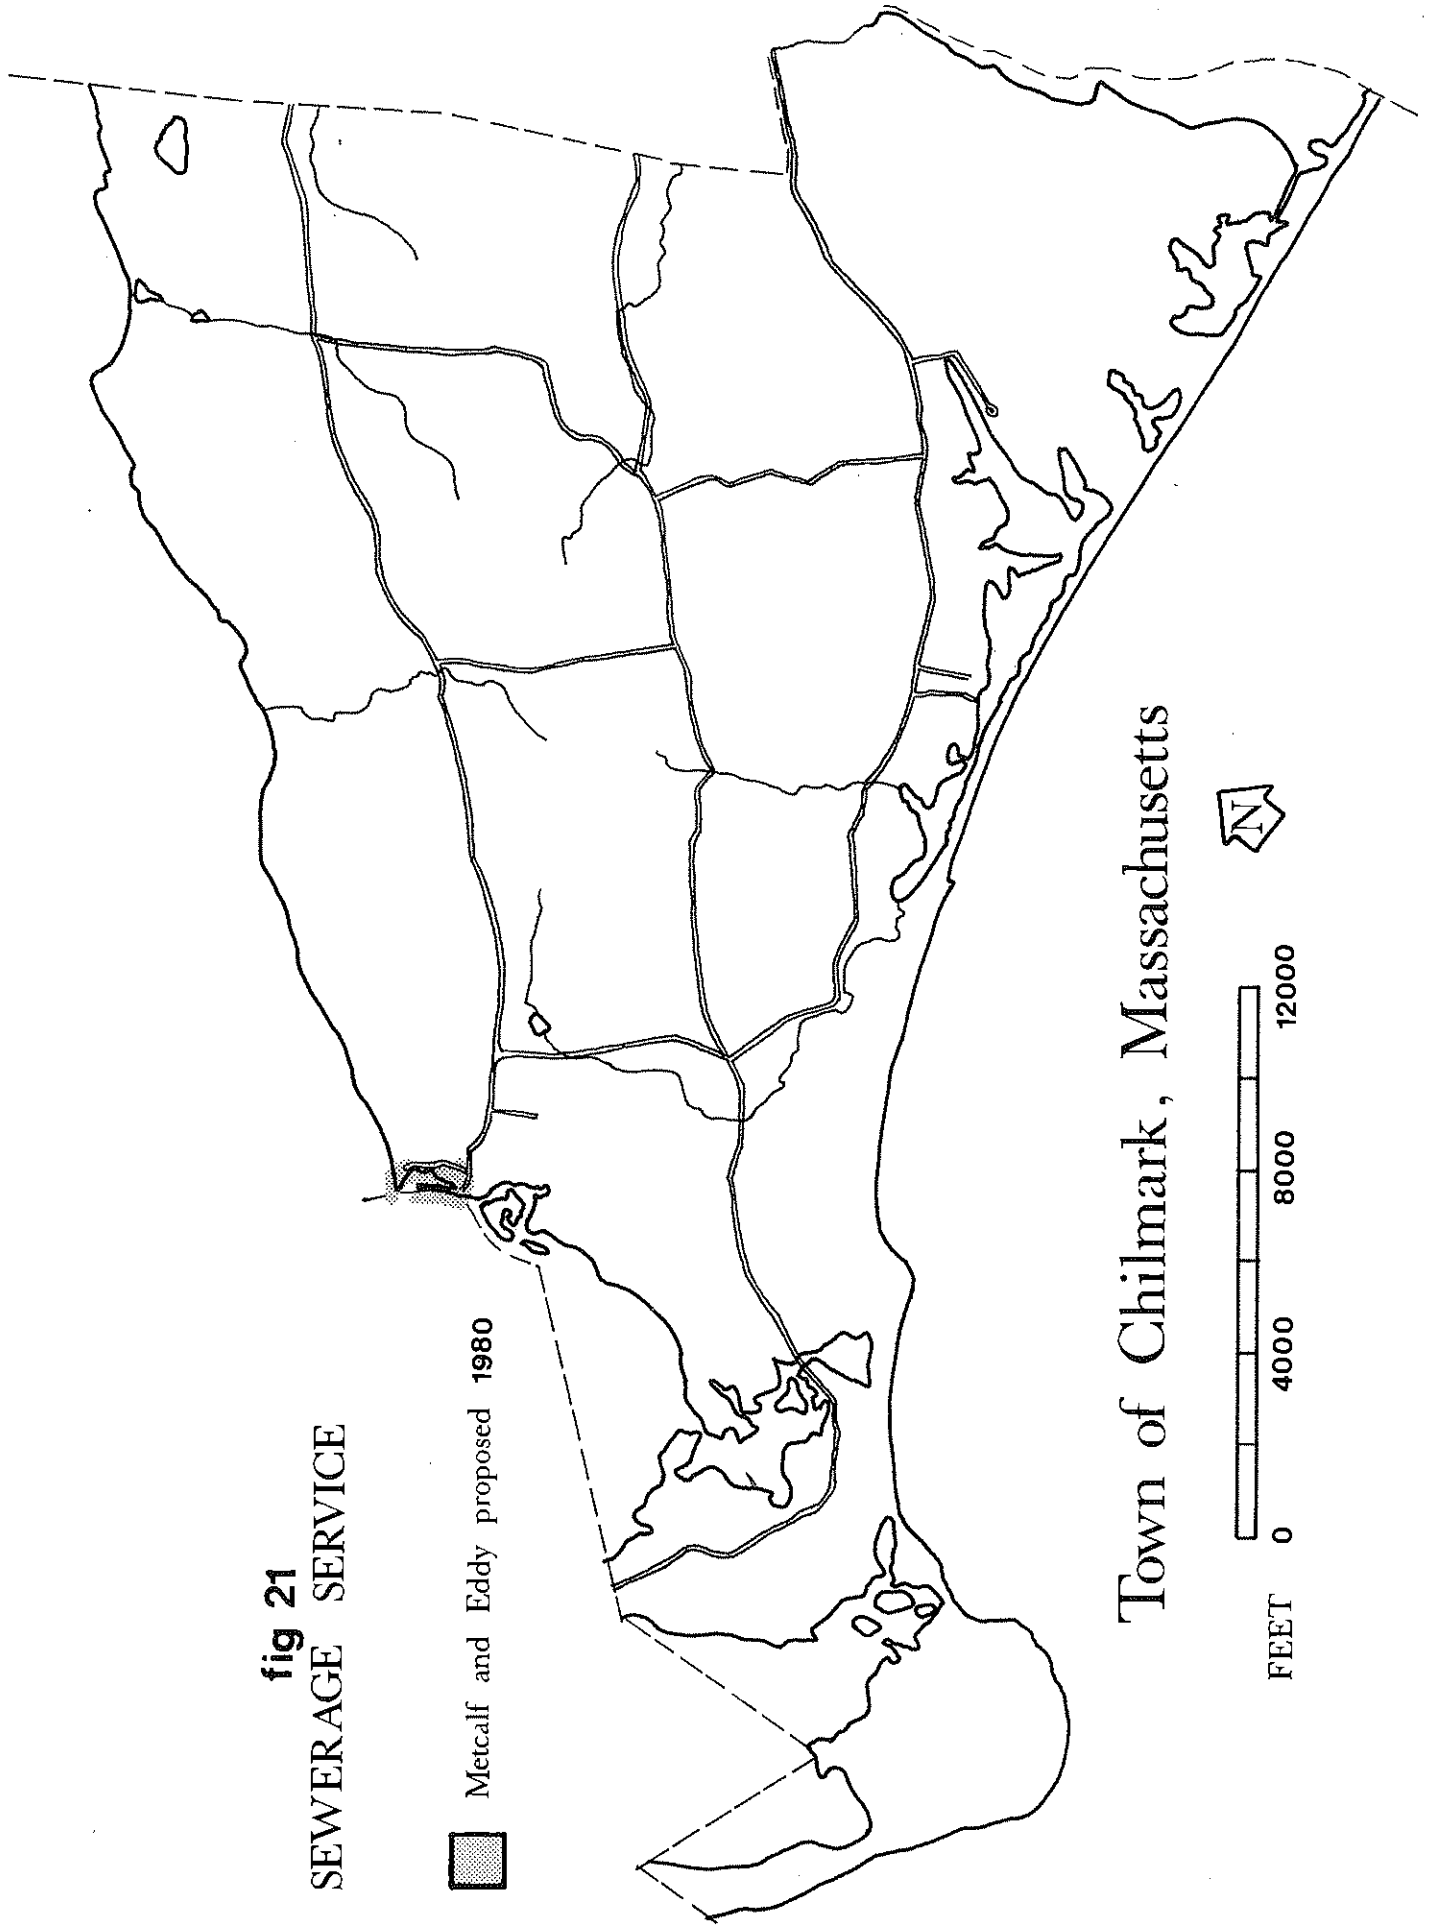 fig 21
SEWERAGE SERVICE
Metcalf and Eddy proposed 1980
Town of Chilmark, Massachusetts
N
0 4000 8000 12000
FEET